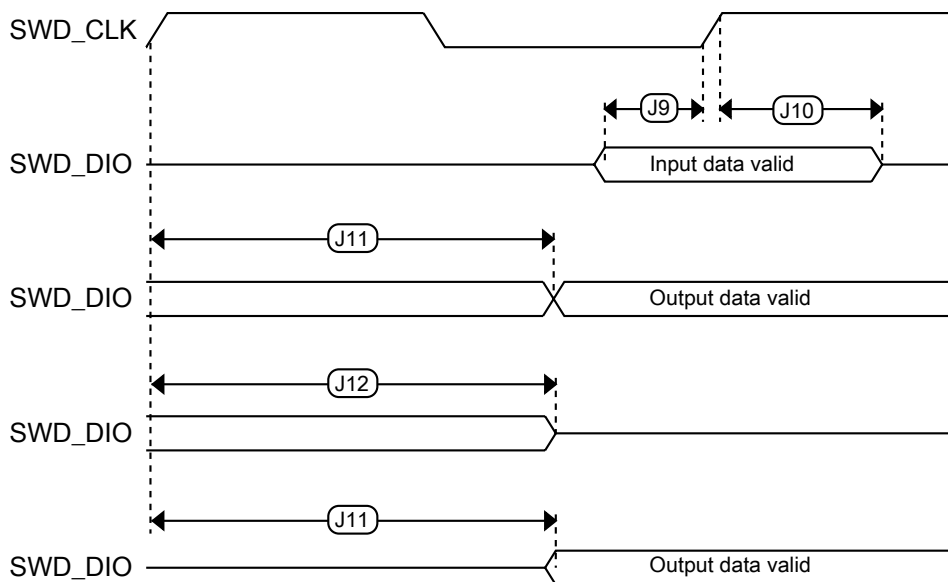 SWD_CLK
J9
J10
SWD_DIO
Input data valid
J11
SWD_DIO
Output data valid
J12
SWD_DIO
J11
SWD_DIO
Output data valid